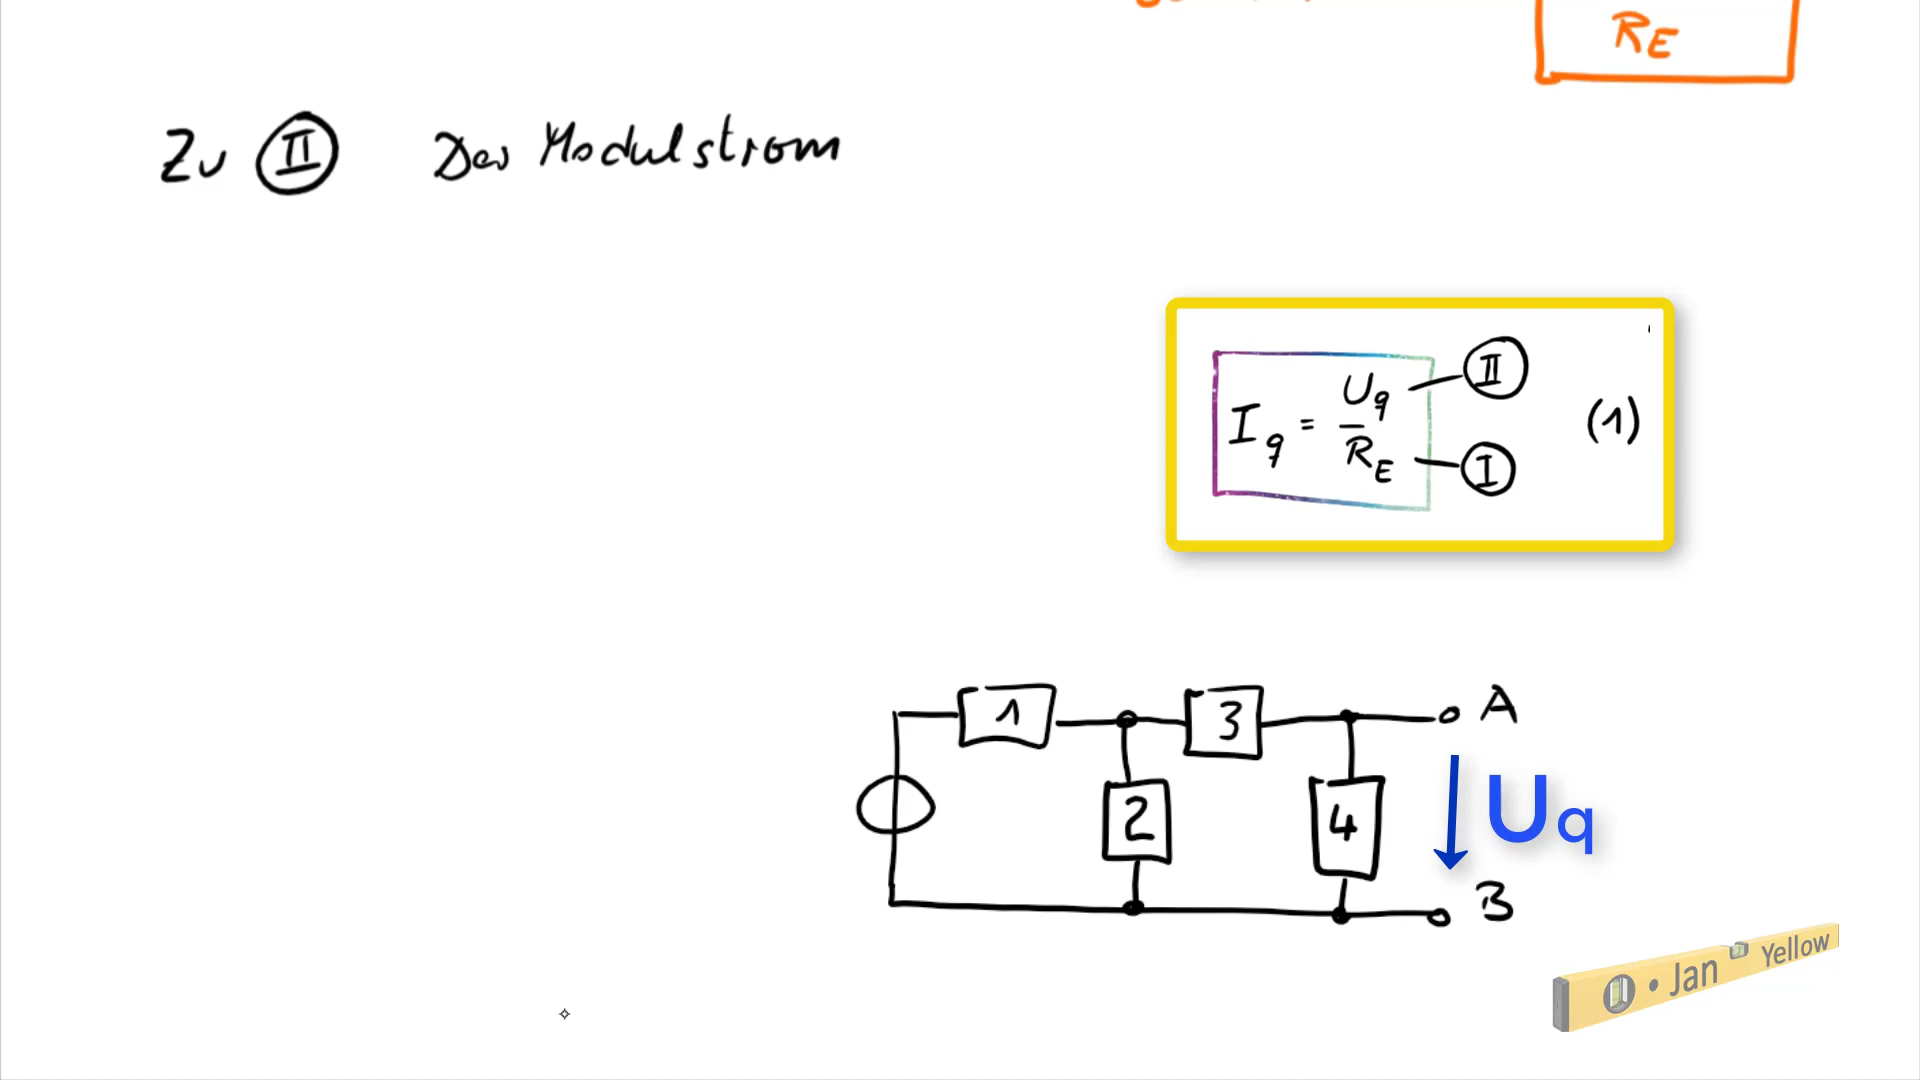 RE
Zu II Der Modulstrom
Iq = Uq / RE
II
I
(1)
1
3
A
2
4
Uq
B
• Jan Yellow